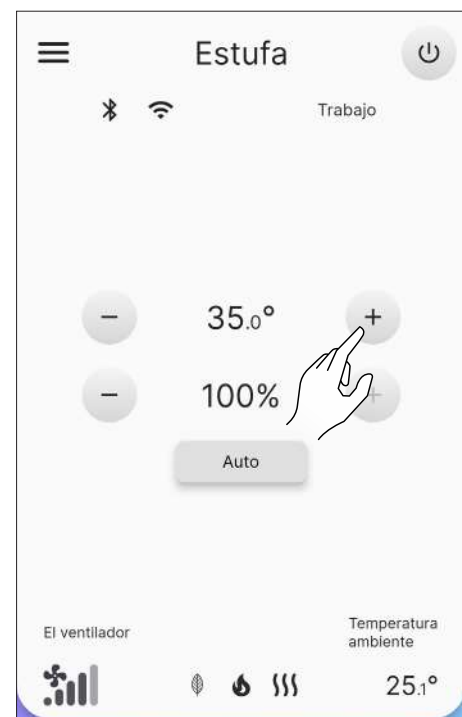 Estufa
Trabajo
− 35.0° +
− 100% +
Auto
El ventilador
Temperatura
ambiente
25.1°